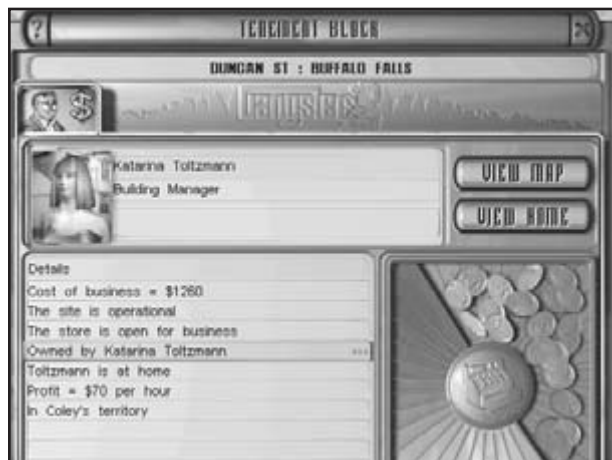 ?
TENEMENT BLOCK
DUNCAN ST : BUFFALO FALLS
$
Gangsters
Katarina Toltzmann
Building Manager
VIEW MAP
VIEW HOME
Details
Cost of business = $1260
The site is operational
The store is open for business
Owned by Katarina Toltzmann
Toltzmann is at home
Profit = $70 per hour
In Coley's territory